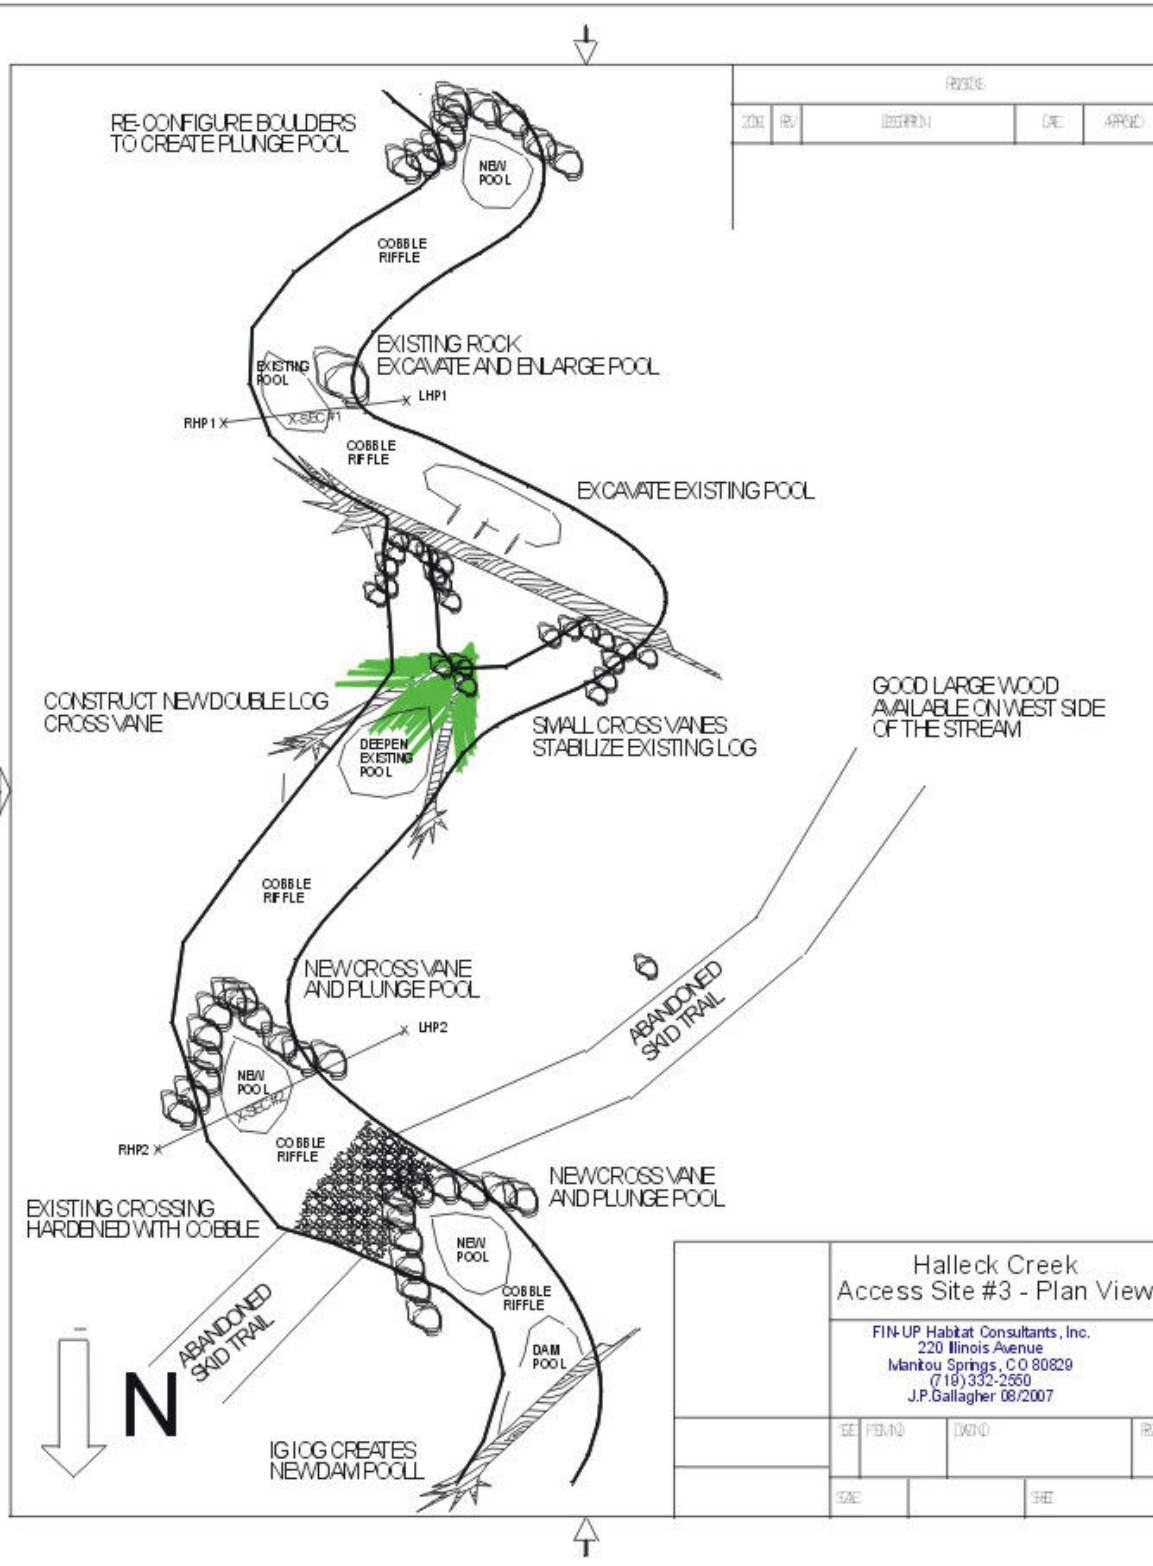 RE-CONFIGURE BOULDERS
TO CREATE PLUNGE POOL
NEW
POOL
COBBLE
RIFFLE
EXISTING ROCK
EXCAVATE AND ENLARGE POOL
EXISTING
POOL
LHP1
RHP1
X-SEC #1
COBBLE
RIFFLE
EXCAVATE EXISTING POOL
CONSTRUCT NEW DOUBLE LOG
CROSS VANE
SMALL CROSS VANES
STABILIZE EXISTING LOG
GOOD LARGE WOOD
AVAILABLE ON WEST SIDE
OF THE STREAM
DEEPEN
EXISTING
POOL
COBBLE
RIFFLE
NEW CROSS VANE
AND PLUNGE POOL
ABANDONED
SKID TRAIL
LHP2
NEW
POOL
X-SEC #2
RHP2
COBBLE
RIFFLE
NEW CROSS VANE
AND PLUNGE POOL
EXISTING CROSSING
HARDENED WITH COBBLE
NEW
POOL
COBBLE
RIFFLE
ABANDONED
SKID TRAIL
DAM
POOL
N
NEW DAM POOLL
CREATES
Halleck Creek
Access Site #3 - Plan View
FIN-UP Habitat Consultants, Inc.
220 Illinois Avenue
Manitou Springs, CO 80829
(719) 332-2550
J.P.Gallagher 08/2007